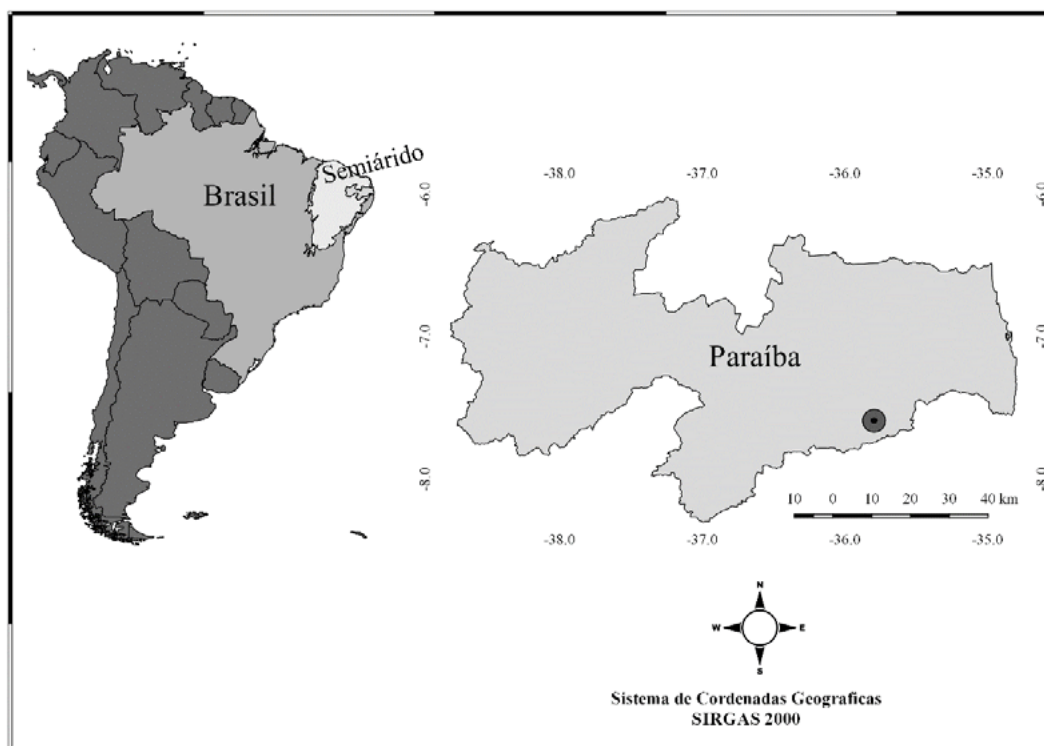 Semiárido
Brasil
-38.0 -37.0 -36.0 -35.0
-6.0 -6.0
-7.0 -7.0
Paraíba
-8.0 -8.0
10 0 10 20 30 40 km
-38.0 -37.0 -36.0 -35.0
N
W E
S
Sistema de Cordenadas Geograficas
SIRGAS 2000